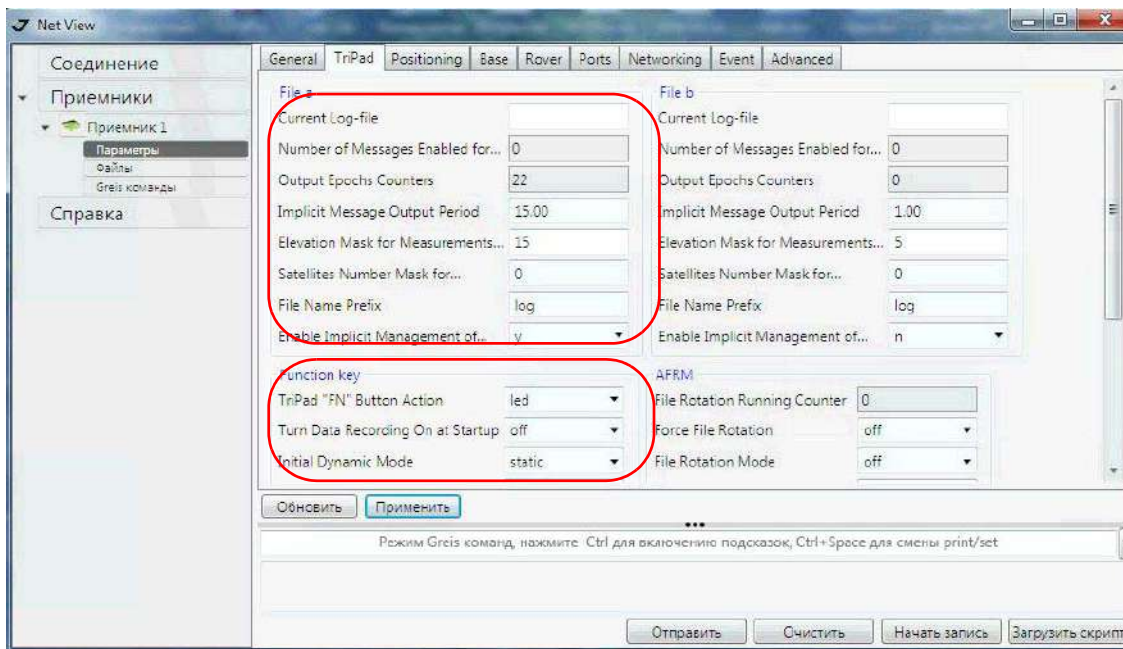 Net View
Соединение
Приемники
Приемник 1
Параметры
Файлы
Greis команды
Справка
General TriPad Positioning Base Rover Ports Networking Event Advanced
File a
Current Log-file
Number of Messages Enabled for... 0
Output Epochs Counters 22
Implicit Message Output Period 15.00
Elevation Mask for Measurements... 15
Satellites Number Mask for... 0
File Name Prefix log
Enable Implicit Management of... y
File b
Current Log-file
Number of Messages Enabled for... 0
Output Epochs Counters 0
Implicit Message Output Period 1.00
Elevation Mask for Measurements... 5
Satellites Number Mask for... 0
File Name Prefix log
Enable Implicit Management of... n
Function key
TriPad "FN" Button Action led
Turn Data Recording On at Startup off
Initial Dynamic Mode static
AFRM
File Rotation Running Counter 0
Force File Rotation off
File Rotation Mode off
Обновить Применить
Режим Greis команд, нажмите Ctrl для включению подсказок, Ctrl+Space для смены print/set
Отправить Очистить Начать запись Загрузить скрипт